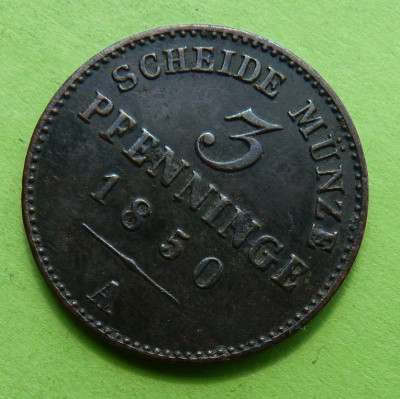 SCHEIDE MÜNZE
3
PFENNINGE
1850
A